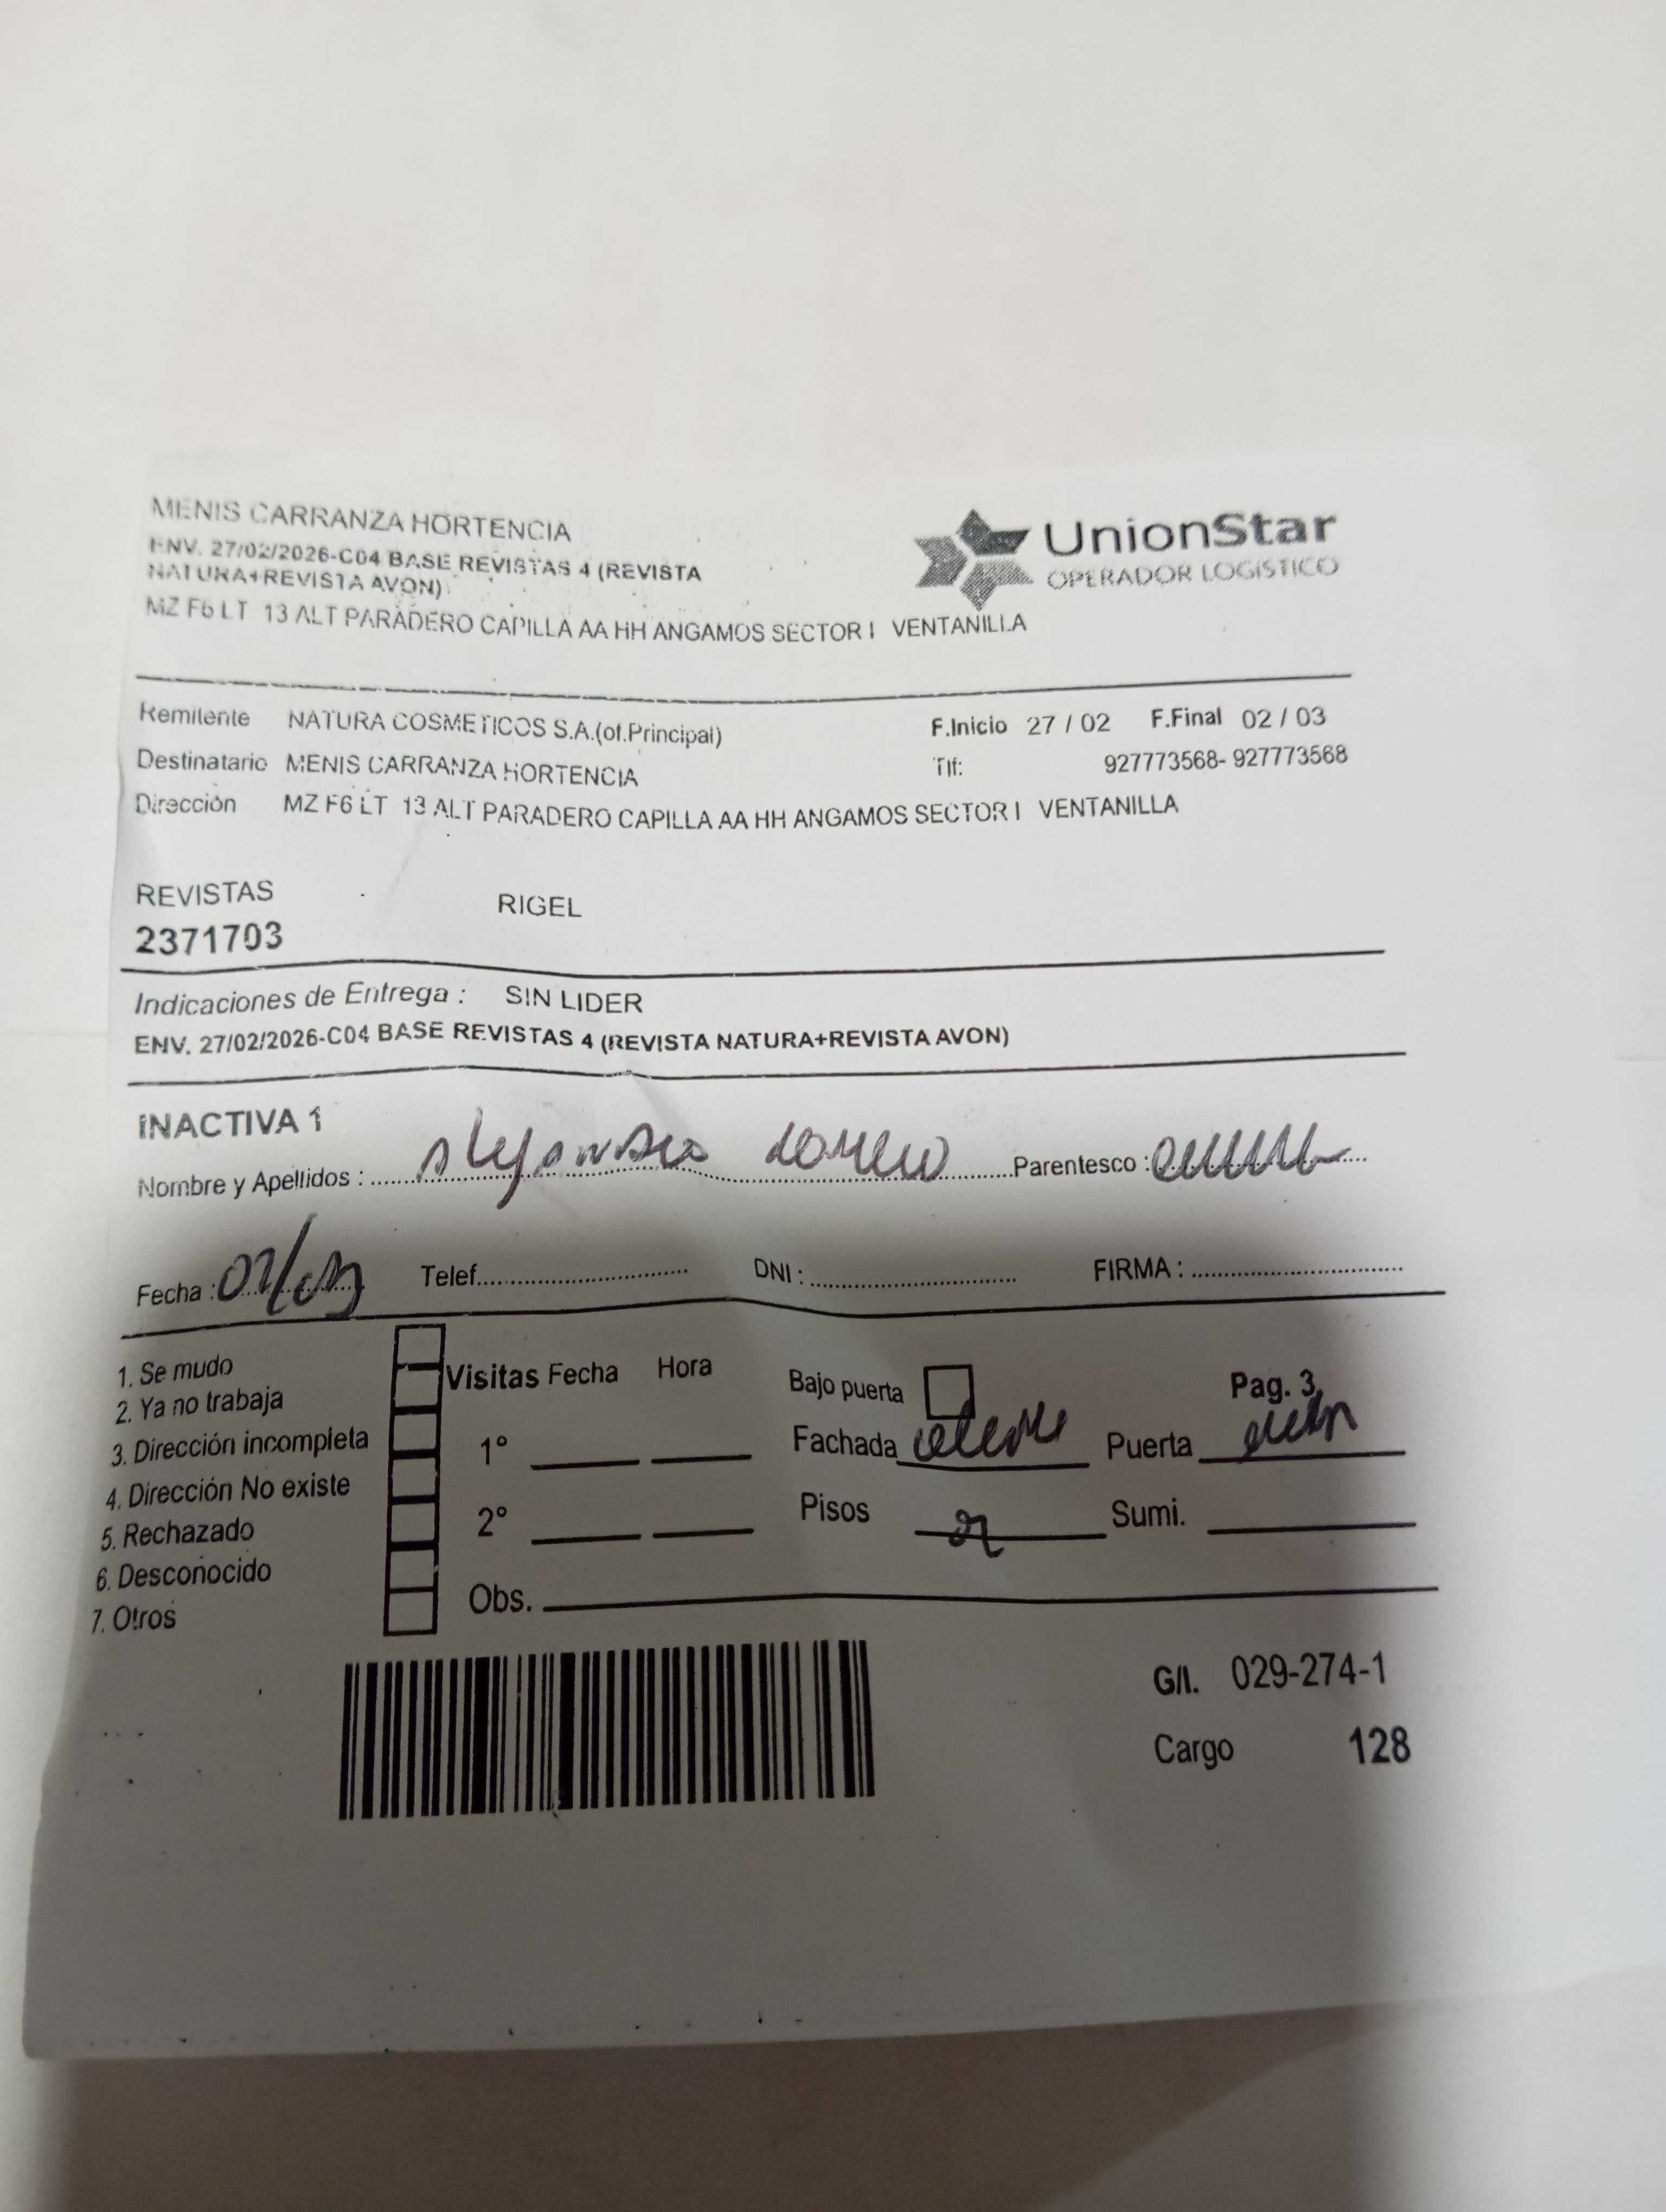 MENIS CARRANZA HORTENCIA
ENV. 27/02/2026-C04 BASE REVISTAS 4 (REVISTA
NATURA+REVISTA AVON)
MZ F6 LT 13 ALT PARADERO CAPILLA AA HH ANGAMOS SECTOR I VENTANILLA
UnionStar
OPERADOR LOGÍSTICO
Remitente NATURA COSMETICOS S.A.(of.Principal) F.Inicio 27 / 02 F.Final 02 / 03
Destinatario MENIS CARRANZA HORTENCIA Tlf: 927773568- 927773568
Dirección MZ F6 LT 13 ALT PARADERO CAPILLA AA HH ANGAMOS SECTOR I VENTANILLA
REVISTAS RIGEL
2371703
Indicaciones de Entrega : SIN LIDER
ENV. 27/02/2026-C04 BASE REVISTAS 4 (REVISTA NATURA+REVISTA AVON)
INACTIVA 1
Nombre y Apellidos : Parentesco :
Fecha : Telef. DNI : FIRMA :
1. Se mudo
2. Ya no trabaja
3. Dirección incompleta
4. Dirección No existe
5. Rechazado
6. Desconocido
7. Otros
Visitas Fecha Hora
1°
2°
Obs.
Bajo puerta Pag. 3
Fachada celeste Puerta
Pisos Sumi.
G/I. 029-274-1
Cargo 128